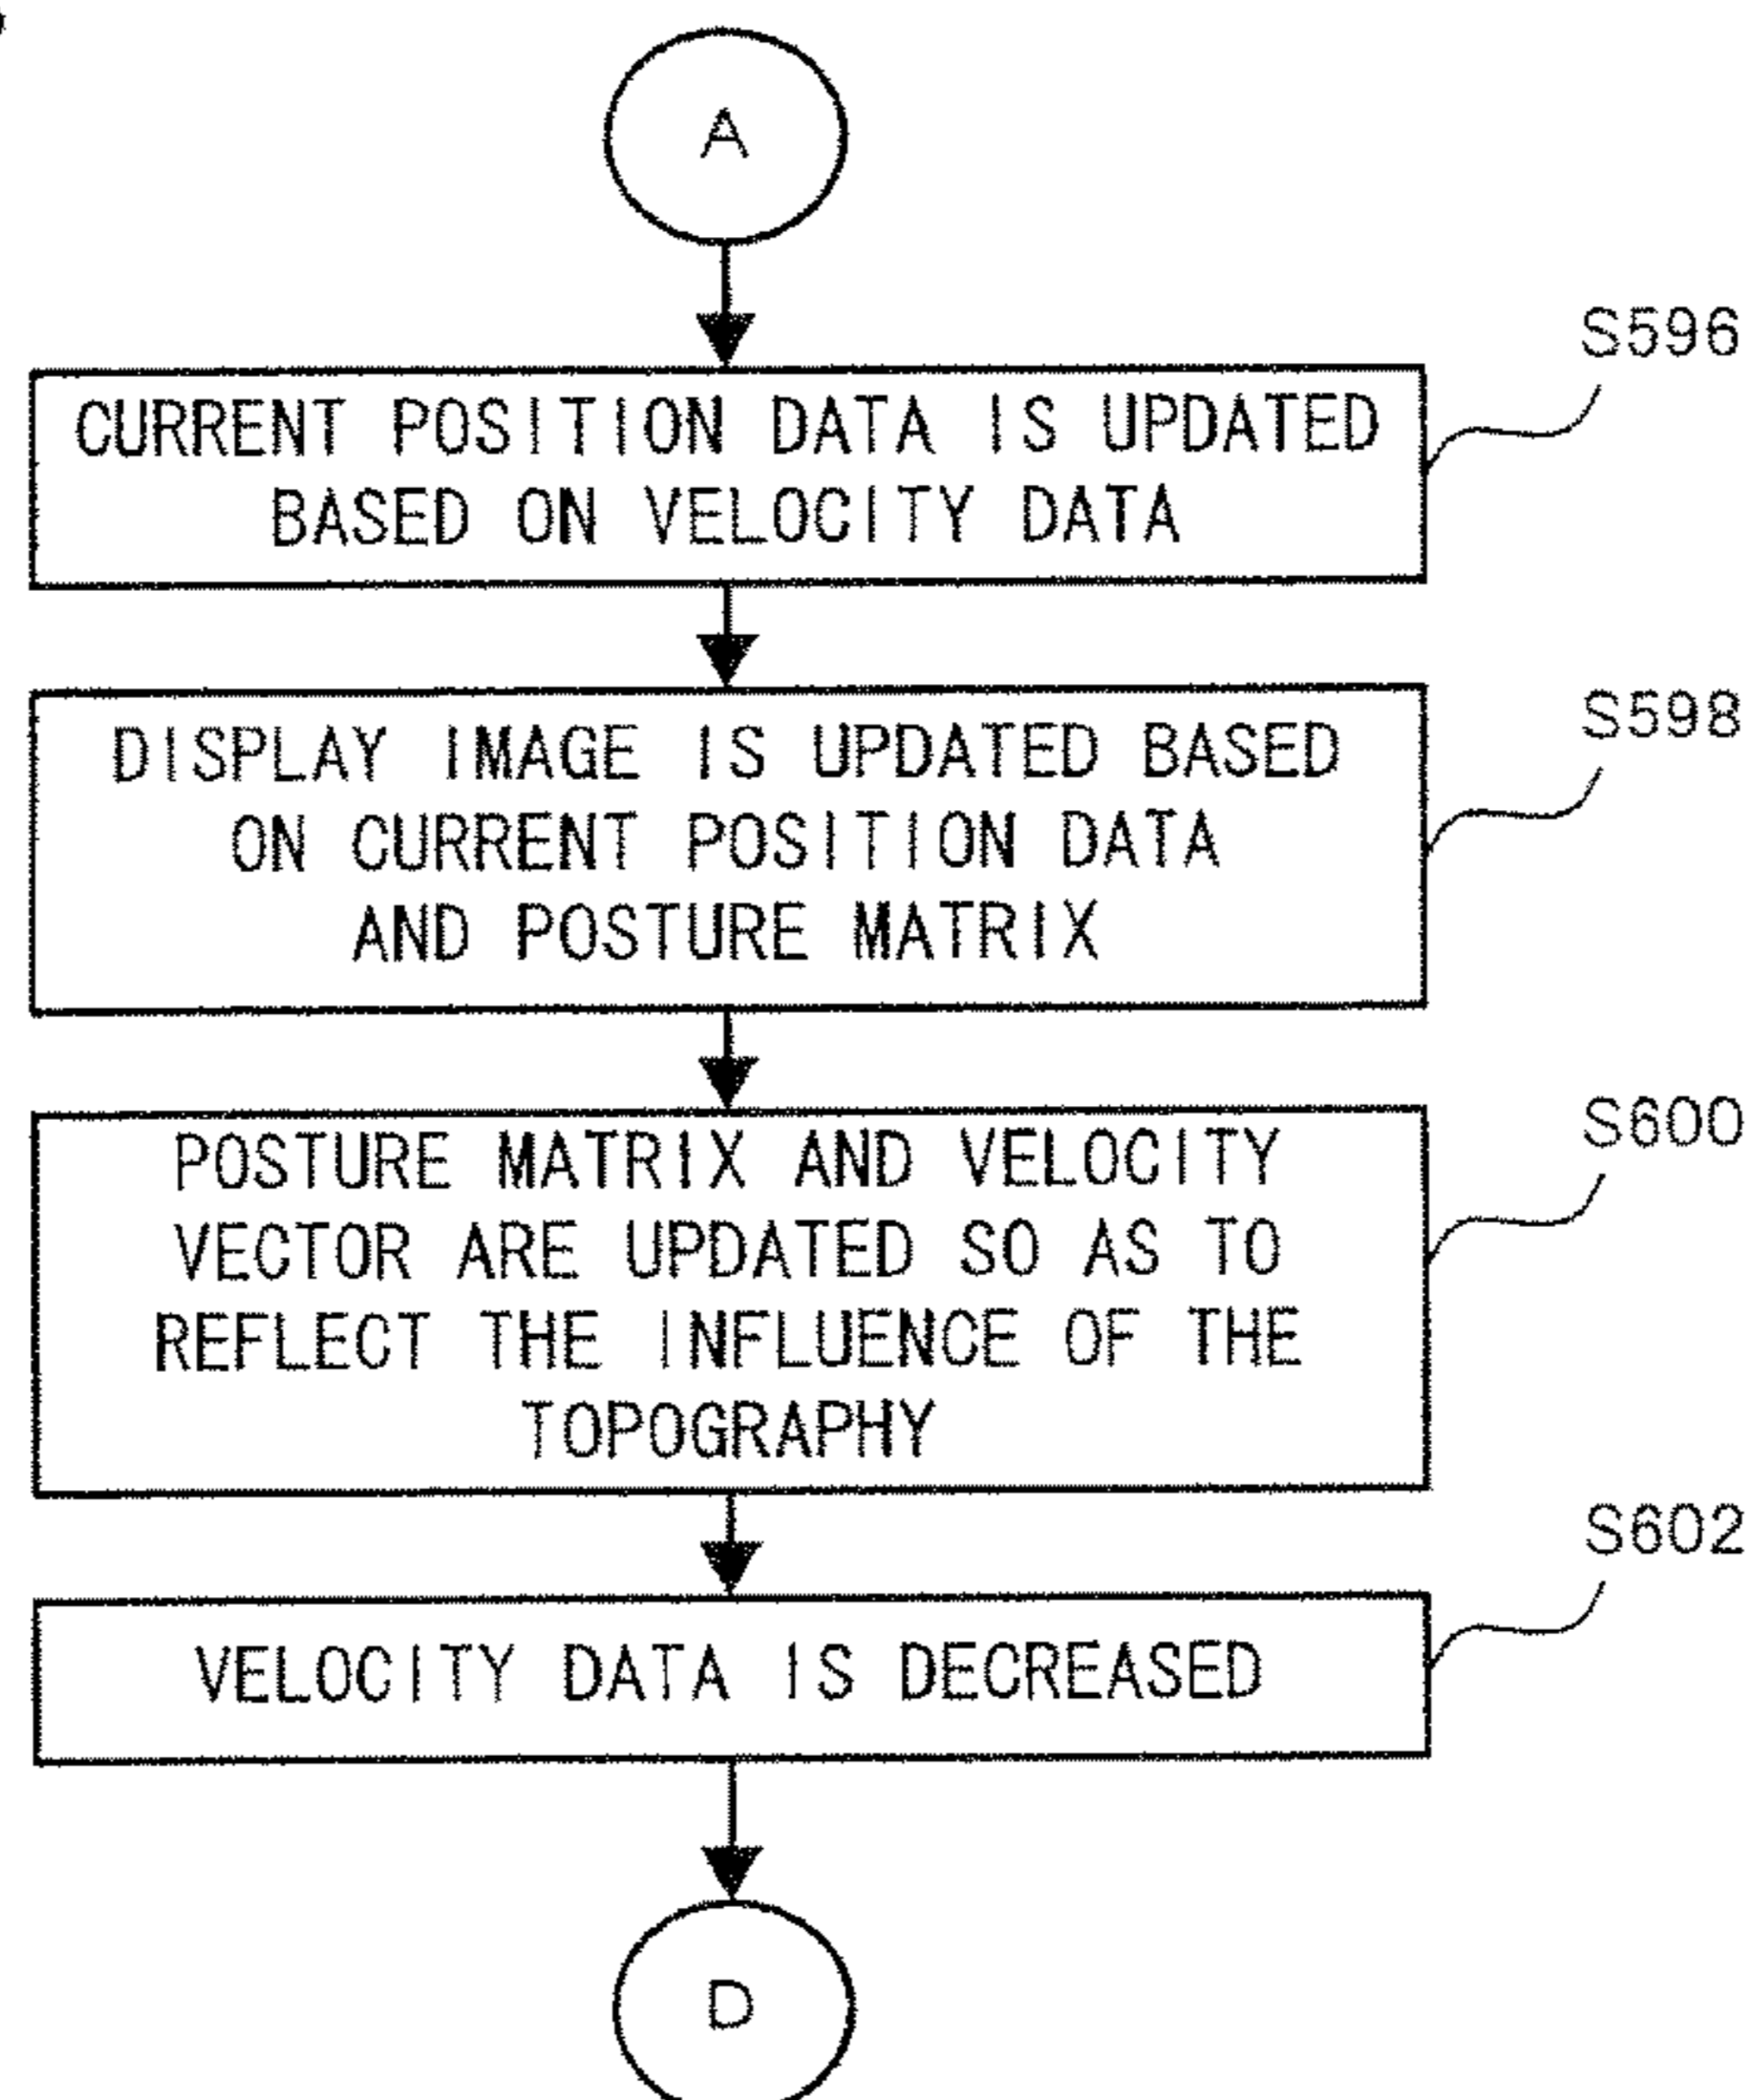 A
S596
CURRENT POSITION DATA IS UPDATED
BASED ON VELOCITY DATA
S598
DISPLAY IMAGE IS UPDATED BASED
ON CURRENT POSITION DATA
AND POSTURE MATRIX
S600
POSTURE MATRIX AND VELOCITY
VECTOR ARE UPDATED SO AS TO
REFLECT THE INFLUENCE OF THE
TOPOGRAPHY
S602
VELOCITY DATA IS DECREASED
D